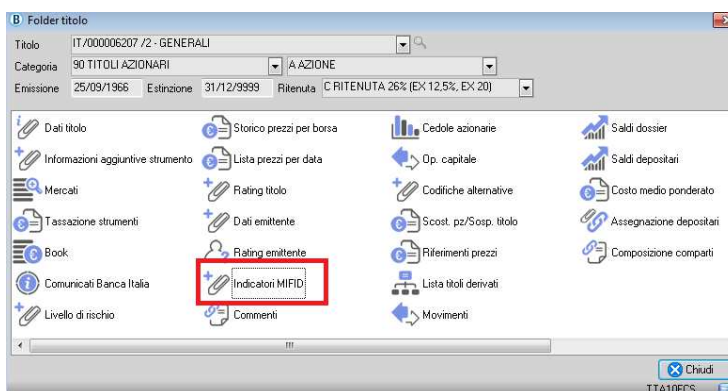 B Folder titolo
Titolo IT/000006207 /2 - GENERALI
Categoria 90 TITOLI AZIONARI A AZIONE
Emissione 25/09/1966 Estinzione 31/12/9999 Ritenuta C RITENUTA 26% (EX 12,5%, EX 20)
Dati titolo Storico prezzi per borsa Cedole azionarie Saldi dossier
Informazioni aggiuntive strumento Lista prezzi per data Op. capitale Saldi depositari
Mercati Rating titolo Codifiche alternative Costo medio ponderato
Tassazione strumenti Dati emittente Scost. pz/Sosp. titolo Assegnazione depositari
Book Rating emittente Riferimenti prezzi Composizione comparti
Comunicati Banca Italia Indicatori MIFID Lista titoli derivati
Livello di rischio Commenti Movimenti
Chiudi
TTA10FCS